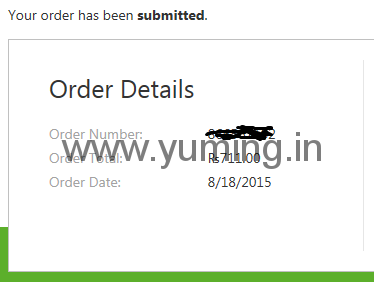 Your order has been submitted.
Order Details
Order Number:
Order Total: ₨711.00
www.yuming.in
Order Date: 8/18/2015